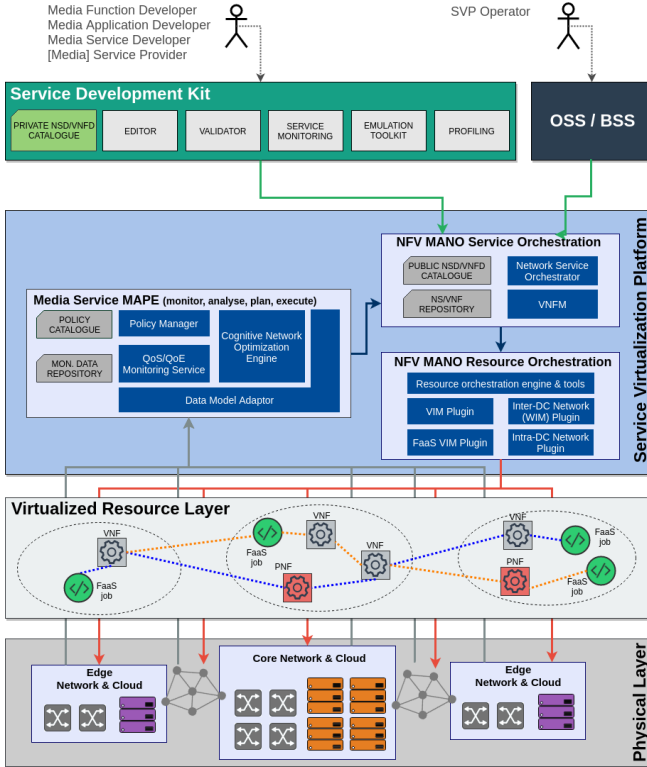 Media Function Developer
Media Application Developer
Media Service Developer
[Media] Service Provider
SVP Operator
Service Development Kit
PRIVATE NSD/VNFD
CATALOGUE
EDITOR
VALIDATOR
SERVICE
MONITORING
EMULATION
TOOLKIT
PROFILING
OSS / BSS
Service Virtualization Platform
NFV MANO Service Orchestration
PUBLIC NSD/VNFD
CATALOGUE
Network Service
Orchestrator
NS/VNF
REPOSITORY
VNFM
Media Service MAPE (monitor, analyse, plan, execute)
POLICY
CATALOGUE
Policy Manager
Cognitive Network
Optimization
Engine
MON. DATA
REPOSITORY
QoS/QoE
Monitoring Service
Data Model Adaptor
NFV MANO Resource Orchestration
Resource orchestration engine & tools
VIM Plugin
Inter-DC Network
(WIM) Plugin
FaaS VIM Plugin
Intra-DC Network
Plugin
Virtualized Resource Layer
VNF
FaaS
job
FaaS
job
VNF
PNF
VNF
VNF
FaaS
job
PNF
FaaS
job
Physical Layer
Edge
Network & Cloud
Core Network & Cloud
Edge
Network & Cloud